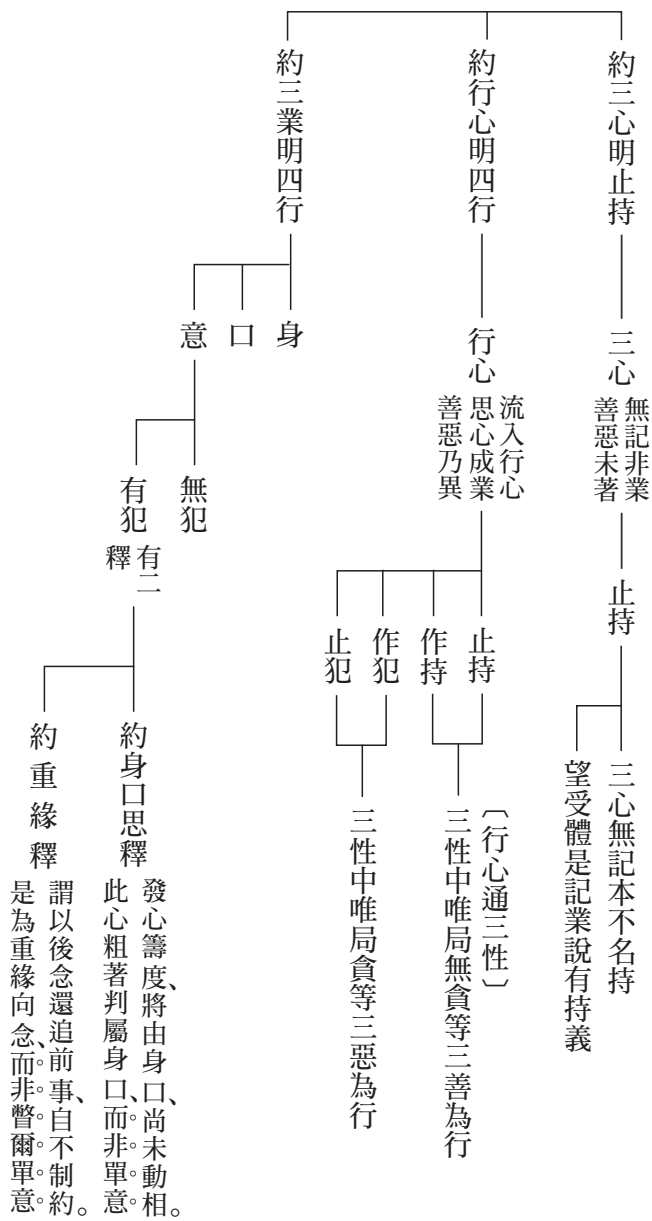 約三心明止持
三心
無記非業
善惡未著
止持
三心無記本不名持
望受體是記業說有持義
約行心明四行
行心
流入行心
思心成業
善惡乃異
止持
作持
〔行心通三性〕
三性中唯局無貪等三善為行
作犯
止犯
三性中唯局貪等三惡為行
約三業明四行
身
口
意
無犯
有犯
有二
釋
約身口思釋
發心籌度、將由身口、尚未動相。
此心粗著判屬身口、而非單意。
約重緣釋
謂以後念還追前事、自不制約。
是為重緣向念、而非瞥爾單意。